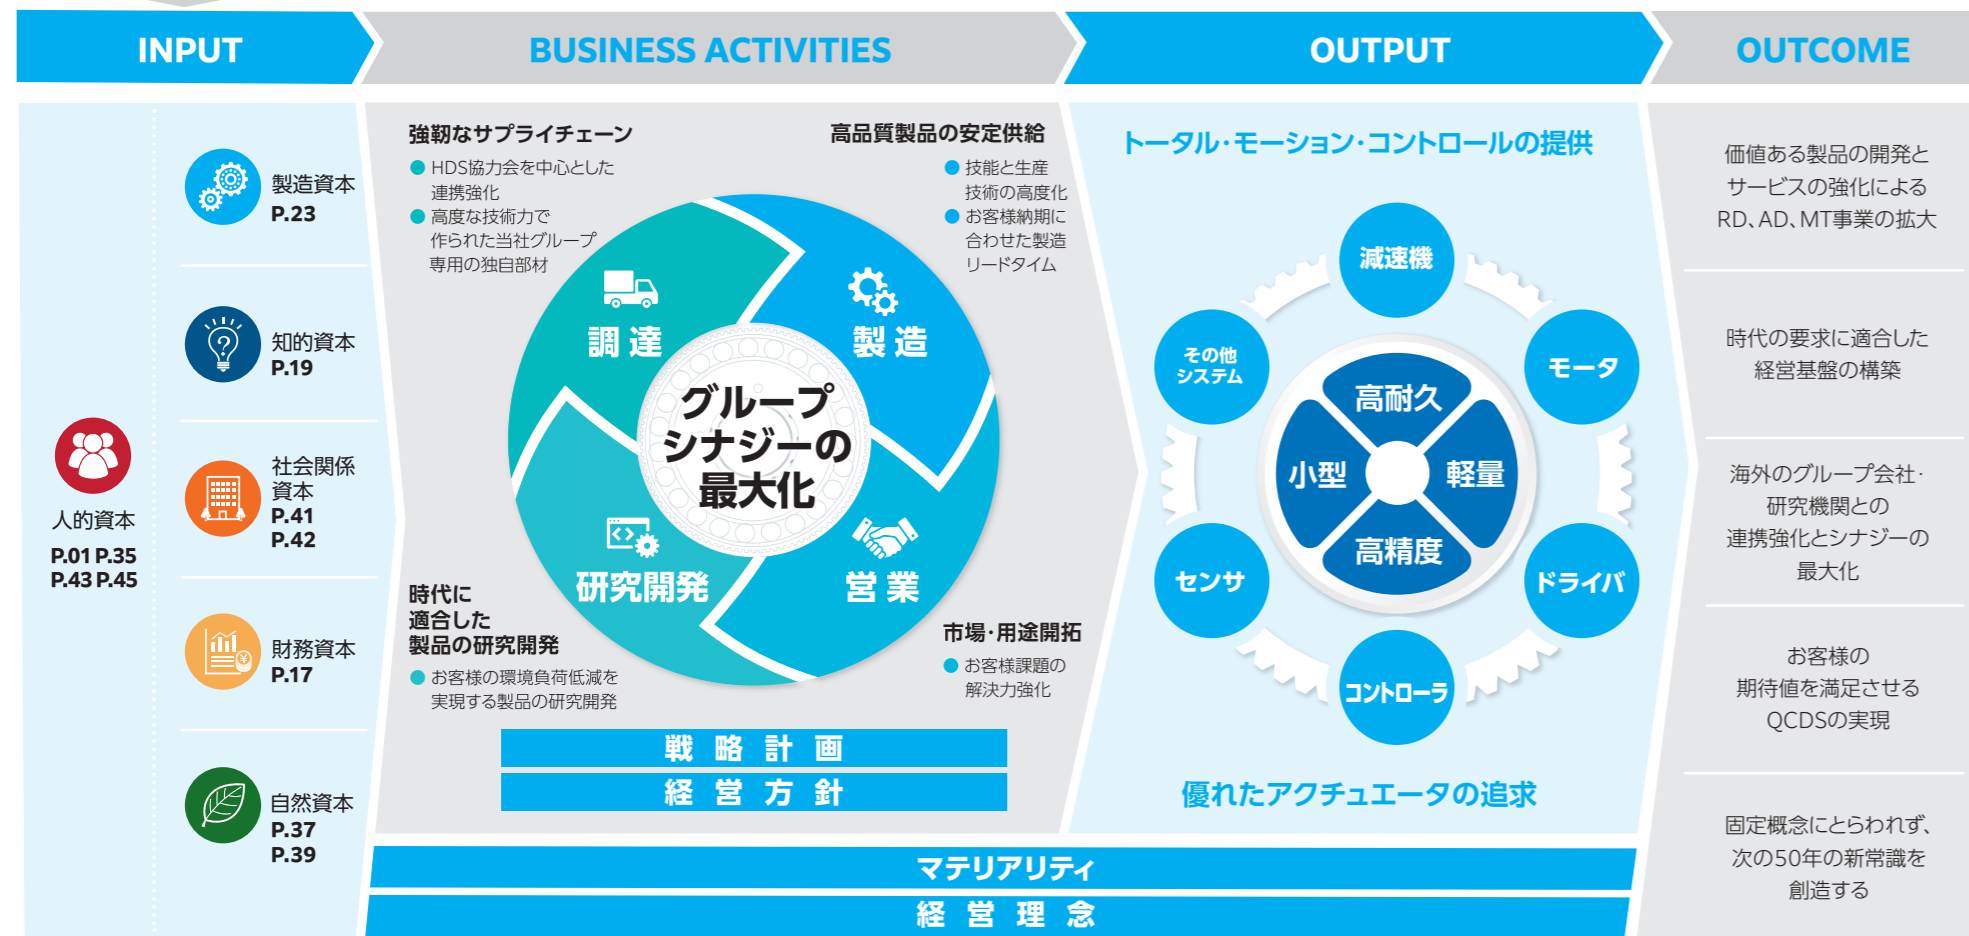 INPUT
BUSINESS ACTIVITIES
OUTPUT
OUTCOME
人的資本
P.01 P.35
P.43 P.45
製造資本
P.23
知的資本
P.19
社会関係
資本
P.41
P.42
財務資本
P.17
自然資本
P.37
P.39
強靭なサプライチェーン
● HDS協力会を中心とした
連携強化
● 高度な技術力で
作られた当社グループ
専用の独自部材
高品質製品の安定供給
● 技能と生産
技術の高度化
● お客様納期に
合わせた製造
リードタイム
調達
製造
グループ
シナジーの
最大化
研究開発
営業
時代に
適合した
製品の研究開発
● お客様の環境負荷低減を
実現する製品の研究開発
市場・用途開拓
● お客様課題の
解決力強化
戦略計画
経営方針
トータル・モーション・コントロールの提供
減速機
その他
システム
モータ
高耐久
小型
軽量
高精度
センサ
ドライバ
コントローラ
優れたアクチュエータの追求
マテリアリティ
経営理念
価値ある製品の開発と
サービスの強化による
RD、AD、MT事業の拡大
時代の要求に適合した
経営基盤の構築
海外のグループ会社・
研究機関との
連携強化とシナジーの
最大化
お客様の
期待値を満足させる
QCDSの実現
固定概念にとらわれず、
次の50年の新常識を
創造する